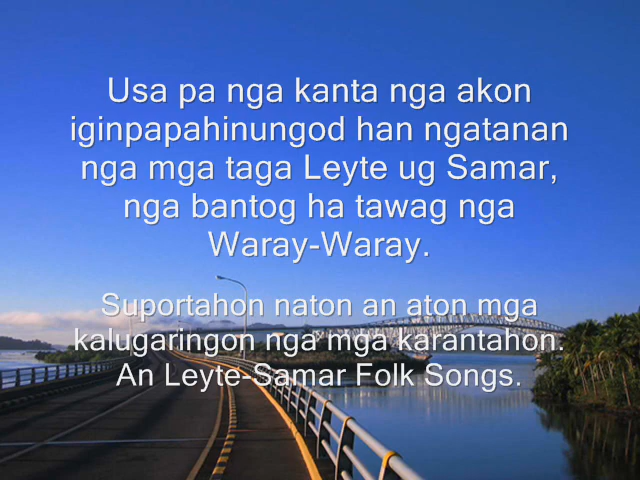 Usa pa nga kanta nga akon
iginpapahinungod han ngatanan
nga mga taga Leyte ug Samar,
nga bantog ha tawag nga
Waray-Waray.
Suportahon naton an aton mga
kalugaringon nga mga karantahon.
An Leyte-Samar Folk Songs.